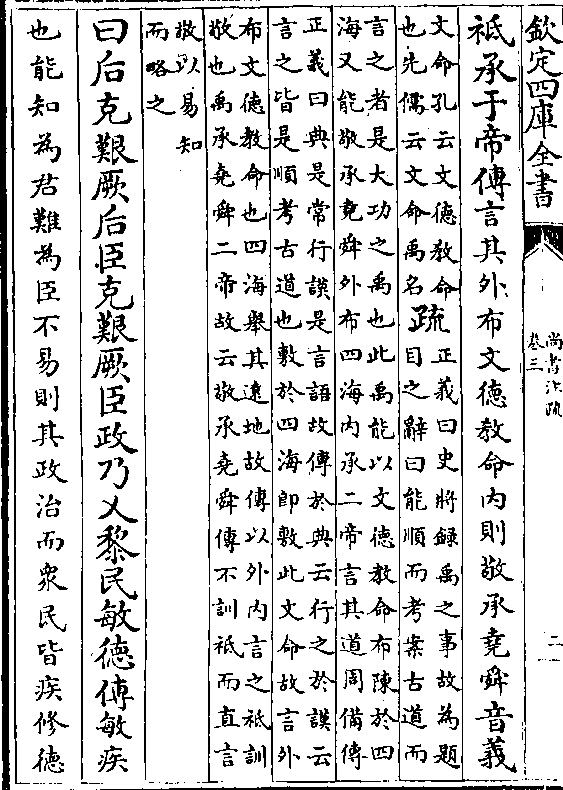 欽定四庫全書
尚書注疏
卷三
二
祗承于帝傳言其外布文德教命内則敬承堯舜音義
文命孔云文德教命
也先儒云文命禹名
疏
正義曰史將録禹之事故為題
目之辭曰能順而考案古道而
言之者是大功之禹也此禹能以文德教命布陳於四
海又能敬承堯舜外布四海内承二帝言其道周備傳
正義曰典是常行謨是言語故傳於典云行之於謨云
言之皆是順考古道也敷於四海即敷此文命故言外
布文德教命也四海舉其遠地故傳以外内言之祗訓
敬也禹承堯舜二帝故云敬承堯舜傳不訓祗而直言
敬以易知
而略之
曰后克艱厥后臣克艱厥臣政乃乂黎民敏德傳敏疾
也能知為君難為臣不易則其政治而衆民皆疾修德